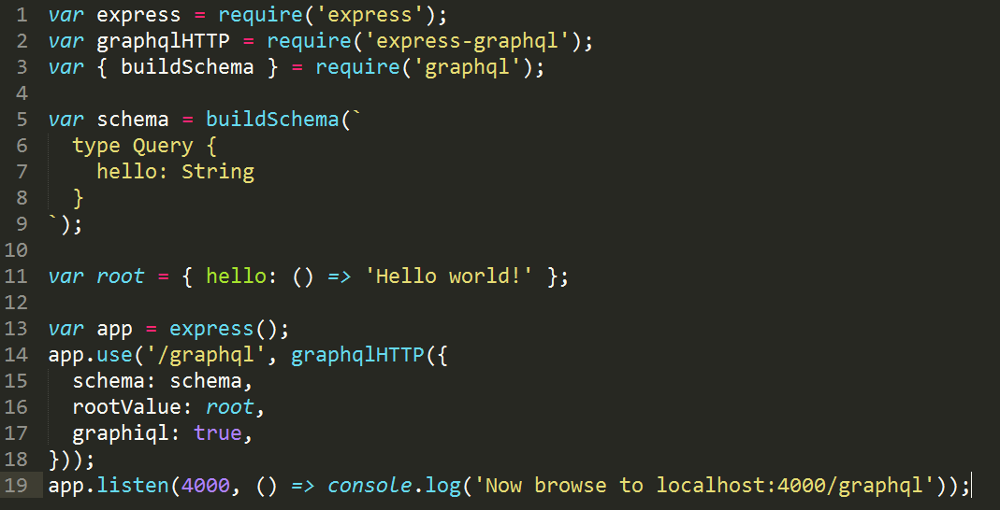 1 var express = require('express');
2 var graphqlHTTP = require('express-graphql');
3 var { buildSchema } = require('graphql');
4
5 var schema = buildSchema(`
6   type Query {
7     hello: String
8   }
9 `);
10
11 var root = { hello: () => 'Hello world!' };
12
13 var app = express();
14 app.use('/graphql', graphqlHTTP({
15   schema: schema,
16   rootValue: root,
17   graphiql: true,
18 }));
19 app.listen(4000, () => console.log('Now browse to localhost:4000/graphql'));